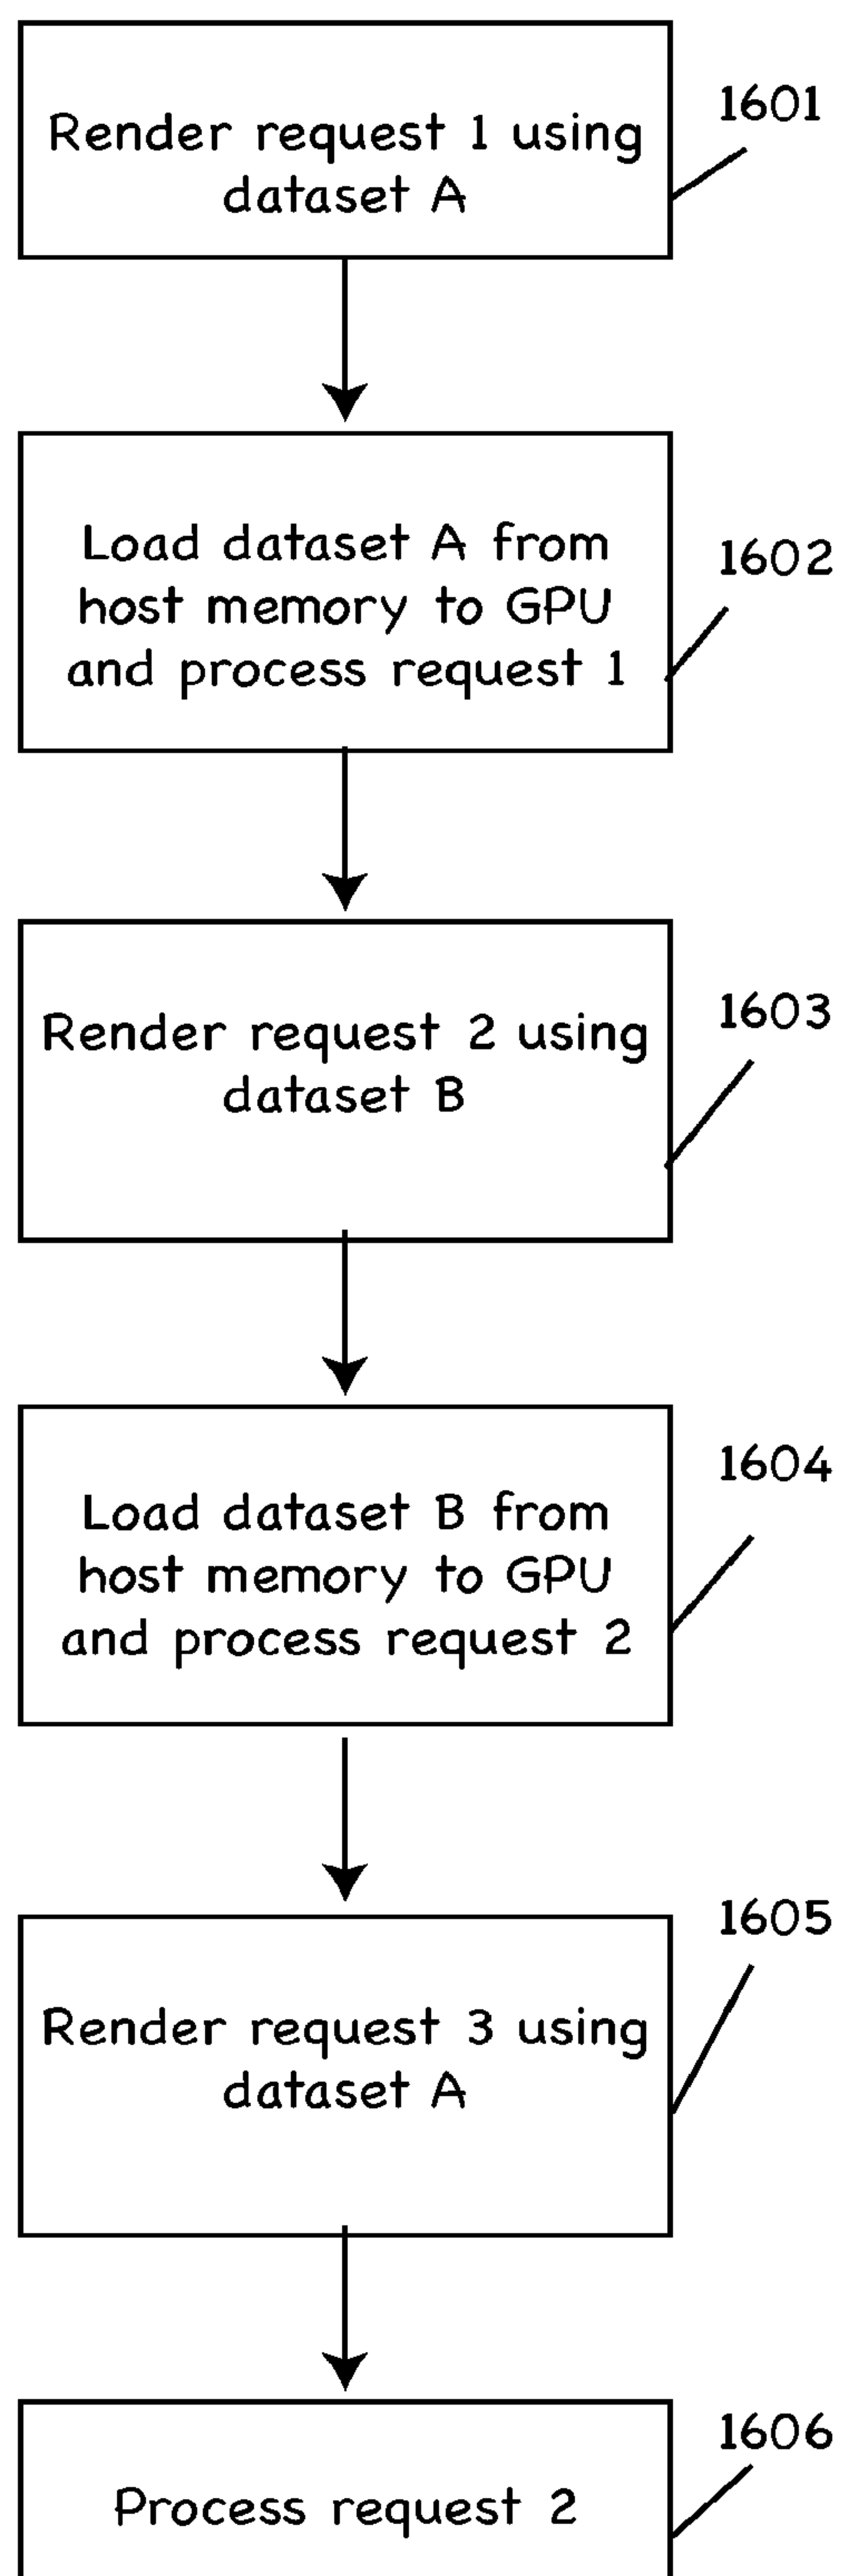 Render request 1 using
dataset A
1601
Load dataset A from
host memory to GPU
and process request 1
1602
Render request 2 using
dataset B
1603
Load dataset B from
host memory to GPU
and process request 2
1604
Render request 3 using
dataset A
1605
Process request 2
1606